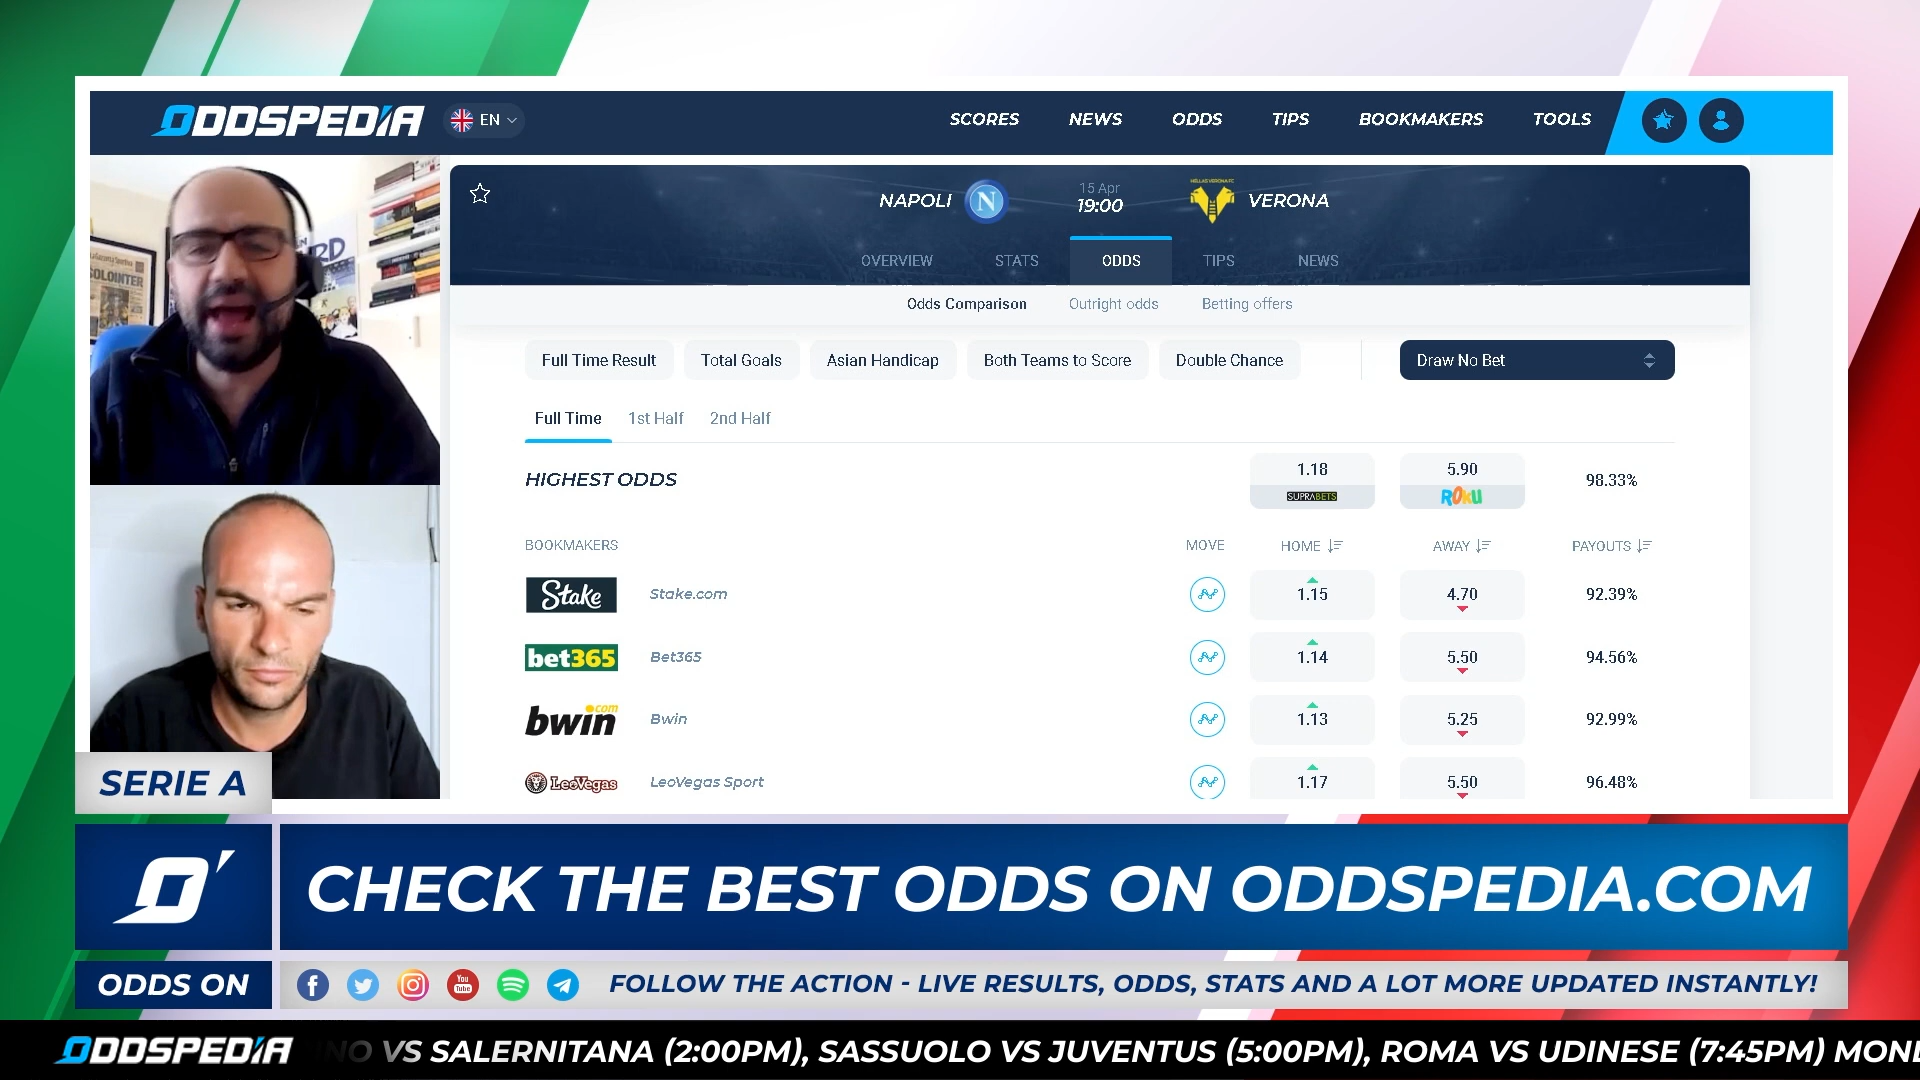 ODDSPEDIA
EN
SCORES NEWS ODDS TIPS BOOKMAKERS TOOLS
NAPOLI N 15 Apr 19:00 HELLAS VERONA FC VERONA
OVERVIEW STATS ODDS TIPS NEWS
Odds Comparison Outright odds Betting offers
Full Time Result Total Goals Asian Handicap Both Teams to Score Double Chance Draw No Bet
Full Time 1st Half 2nd Half
HIGHEST ODDS 1.18 SUPRABETS 5.90 ROKU 98.33%
BOOKMAKERS MOVE HOME AWAY PAYOUTS
Stake Stake.com 1.15 4.70 92.39%
bet365 Bet365 1.14 5.50 94.56%
bwin.com Bwin 1.13 5.25 92.99%
LeoVegas LeoVegas Sport 1.17 5.50 96.48%
SOLOINTER
SERIE A
CHECK THE BEST ODDS ON ODDSPEDIA.COM
ODDS ON
You Tube
FOLLOW THE ACTION - LIVE RESULTS, ODDS, STATS AND A LOT MORE UPDATED INSTANTLY!
ODDSPEDIA
VS SALERNITANA (2:00PM), SASSUOLO VS JUVENTUS (5:00PM), ROMA VS UDINESE (7:45PM)